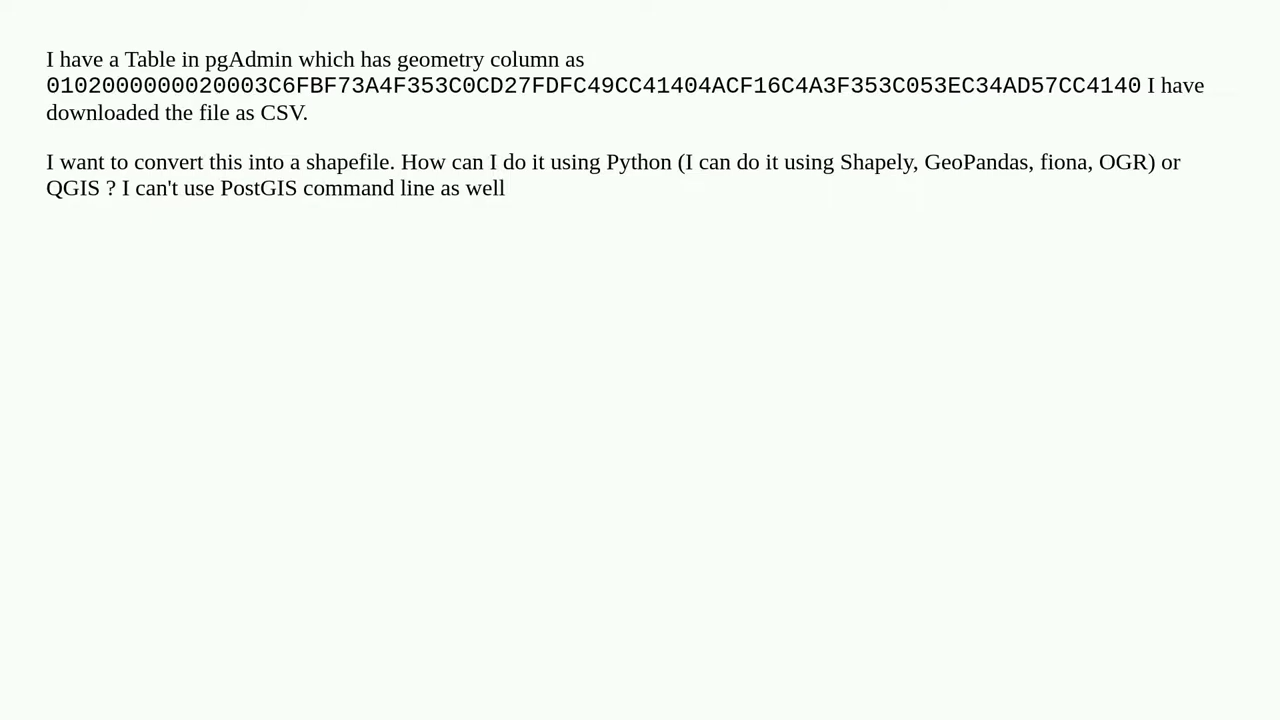 I have a Table in pgAdmin which has geometry column as
0102000000020003C6FBF73A4F353C0CD27FDFC49CC41404ACF16C4A3F353C053EC34AD57CC4140 I have
downloaded the file as CSV.
I want to convert this into a shapefile. How can I do it using Python (I can do it using Shapely, GeoPandas, fiona, OGR) or
QGIS ? I can't use PostGIS command line as well